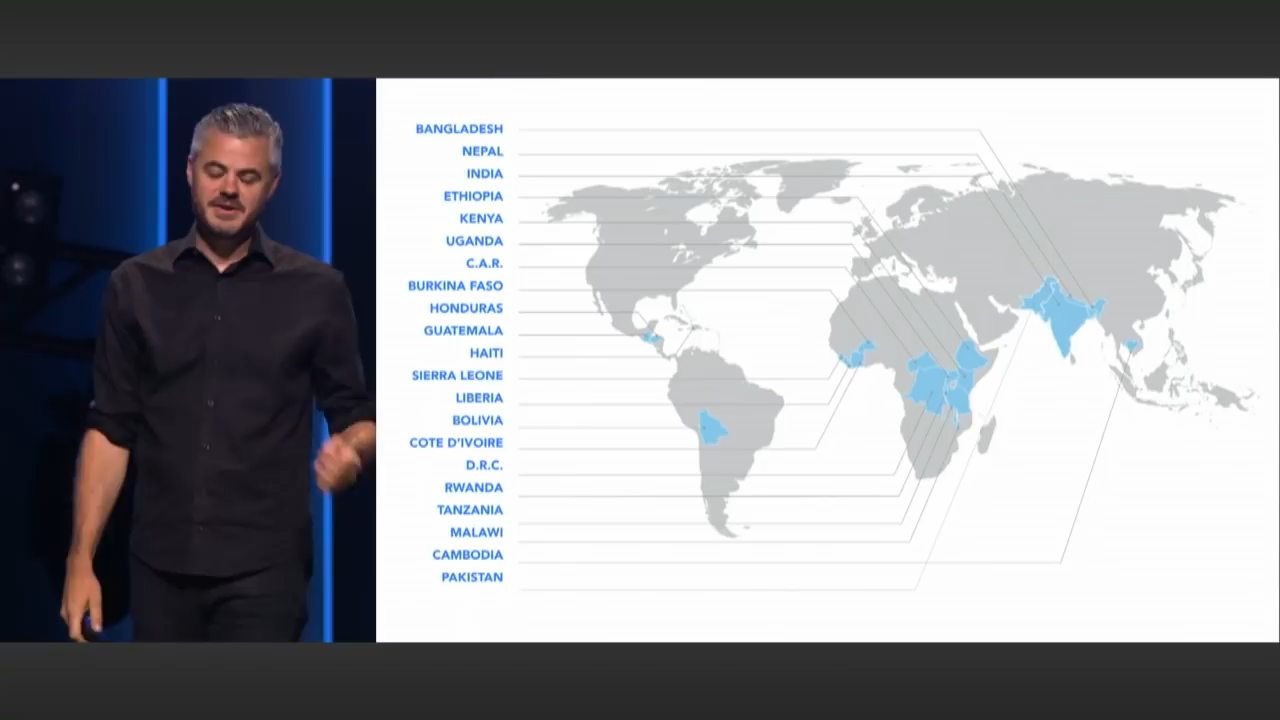 BANGLADESH
NEPAL
INDIA
ETHIOPIA
KENYA
UGANDA
C.A.R.
BURKINA FASO
HONDURAS
GUATEMALA
HAITI
SIERRA LEONE
LIBERIA
BOLIVIA
COTE D'IVOIRE
D.R.C.
RWANDA
TANZANIA
MALAWI
CAMBODIA
PAKISTAN